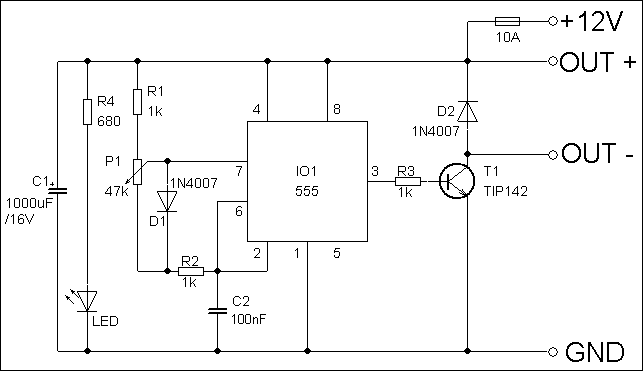 +12V
10A
OUT +
R4
680
R1
1k
4
8
D2
1N4007
P1
47k
1N4007
D1
7
6
IO1
555
3
R3
1k
T1
TIP142
OUT -
C1
+
1000uF
/16V
2
1
5
R2
1k
LED
C2
100nF
GND